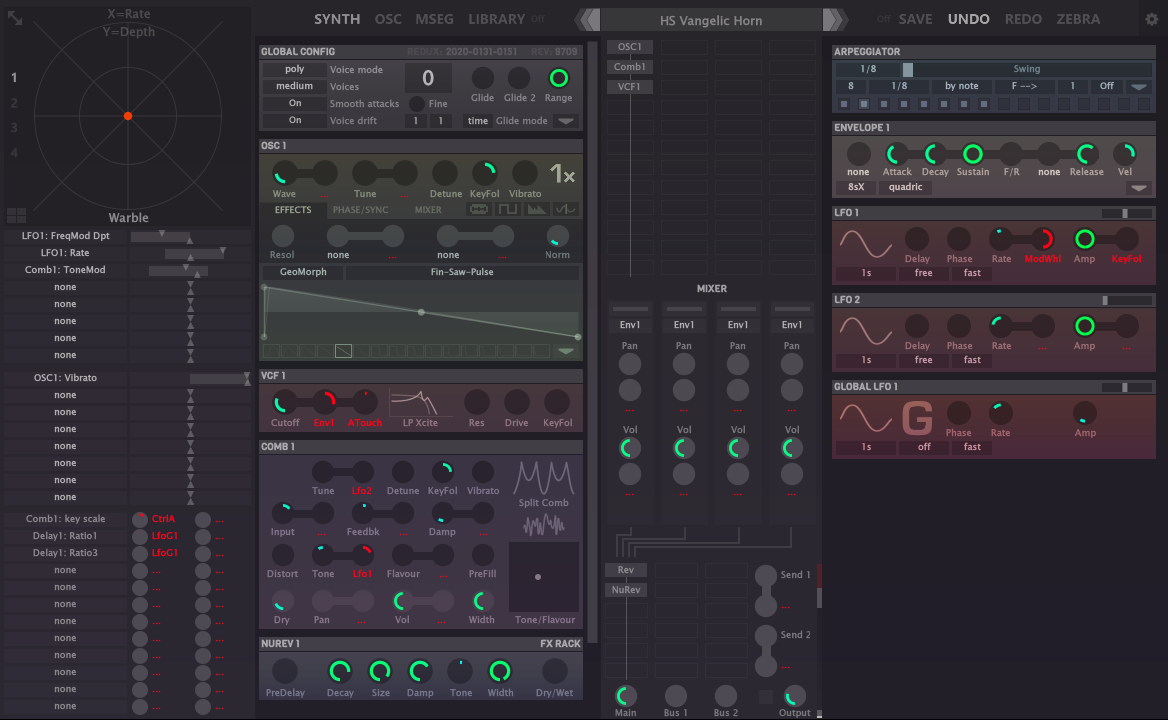 X=Rate
Y=Depth
1
2
3
4
Warble
LFO1: FreqMod Dpt
LFO1: Rate
Comb1: ToneMod
none
none
none
none
none
OSC1: Vibrato
none
none
none
none
none
none
none
Comb1: key scale CtrlA ...
Delay1: Ratio1 LfoG1 ...
Delay1: Ratio3 LfoG1 ...
none ... ...
none ... ...
none ... ...
none ... ...
none ... ...
none ... ...
none ... ...
none ... ...
none ... ...
SYNTH OSC MSEG LIBRARY Off
HS Vangelic Horn
Off SAVE UNDO REDO ZEBRA
GLOBAL CONFIG REDUX: 2020-0131-0151 REV: 9709
poly Voice mode
medium Voices
On Smooth attacks
On Voice drift
0
Fine
1 1
Glide Glide 2 Range
time Glide mode
OSC 1
1x
Wave ... Tune ... Detune KeyFol Vibrato
EFFECTS PHASE/SYNC MIXER
Resol none ... none ... Norm
GeoMorph Fin-Saw-Pulse
VCF 1
Cutoff Env1 ATouch LP Xcite Res Drive KeyFol
COMB 1
Tune Lfo2 Detune KeyFol Vibrato
Split Comb
Input ... Feedbk ... Damp ...
Distort Tone Lfo1 Flavour ... PreFill
Dry Pan ... Vol ... Width Tone/Flavour
NUREV 1 FX RACK
PreDelay Decay Size Damp Tone Width Dry/Wet
OSC1
Comb1
VCF1
MIXER
Env1 Env1 Env1 Env1
Pan Pan Pan Pan
... ... ... ...
Vol Vol Vol Vol
... ... ... ...
Rev
NuRev
Send 1
...
Send 2
...
Main Bus 1 Bus 2 Output
ARPEGGIATOR
1/8 Swing
8 1/8 by note F --> 1 Off
ENVELOPE 1
none Attack Decay Sustain F/R none Release Vel
8sX quadric
LFO 1
Delay Phase Rate ModWhl Amp KeyFol
1s free fast
LFO 2
Delay Phase Rate ... Amp ...
1s free fast
GLOBAL LFO 1
G
Phase Rate Amp
1s off fast